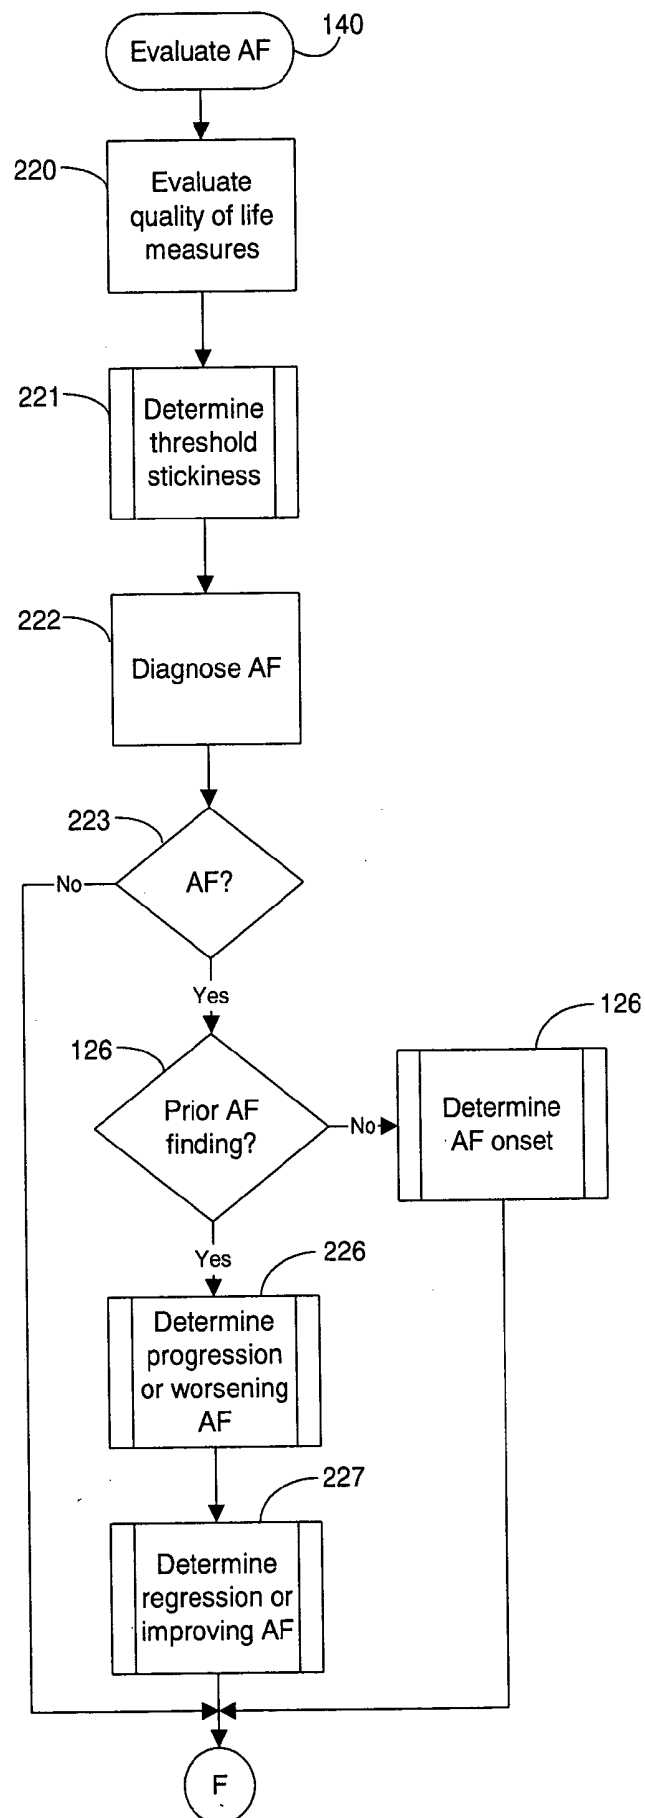 Evaluate AF
140
220
Evaluate
quality of life
measures
221
Determine
threshold
stickiness
222
Diagnose AF
223
AF?
No
Yes
126
Prior AF
finding?
No
126
Determine
AF onset
Yes
226
Determine
progression
or worsening
AF
227
Determine
regression or
improving AF
F